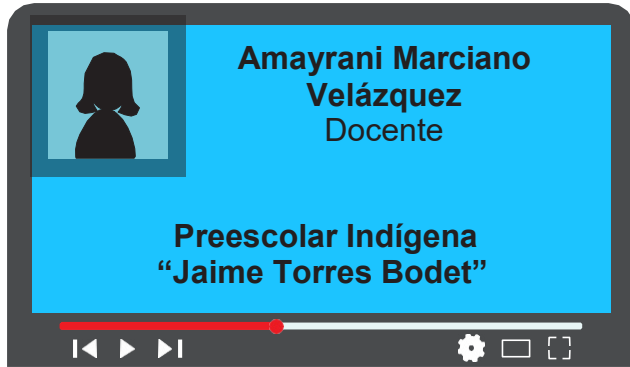 Amayrani Marciano
Velázquez
Docente
Preescolar Indígena
“Jaime Torres Bodet”